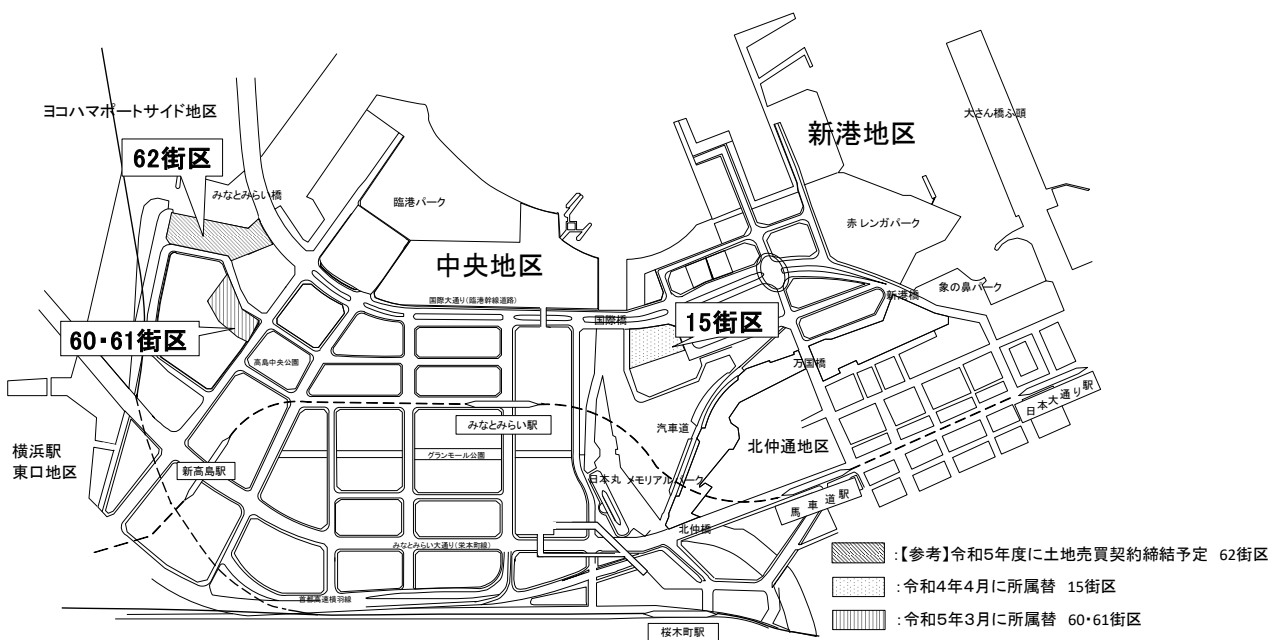 ヨコハマポートサイド地区
62街区
みなとみらい橋
臨港パーク
新港地区
大さん橋ふ頭
赤レンガパーク
中央地区
国際大通り(臨港幹線道路)
国際橋
15街区
新港橋
象の鼻パーク
60・61街区
高島中央公園
万国橋
日本大通り駅
みなとみらい駅
汽車道
北仲通地区
横浜駅
東口地区
新高島駅
グランモール公園
日本丸 メモリアルパーク
馬車道駅
北仲橋
みなとみらい大通り(栄本町線)
首都高速横羽線
桜木町駅
:【参考】令和5年度に土地売買契約締結予定 62街区
:令和4年4月に所属替 15街区
:令和5年3月に所属替 60・61街区